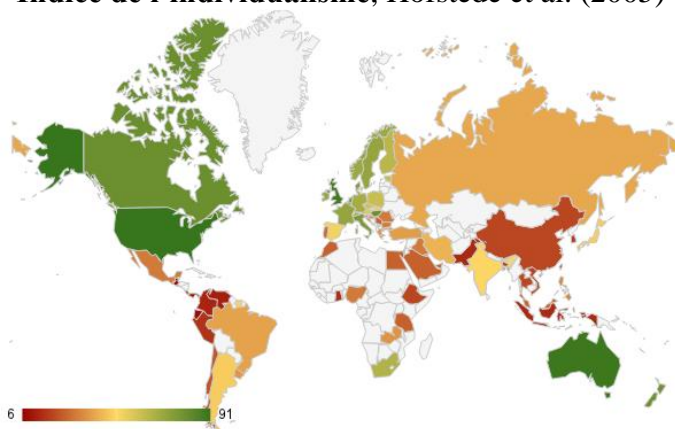 Indice de l'individualisme, Hofstede et al. (2005)
6 91